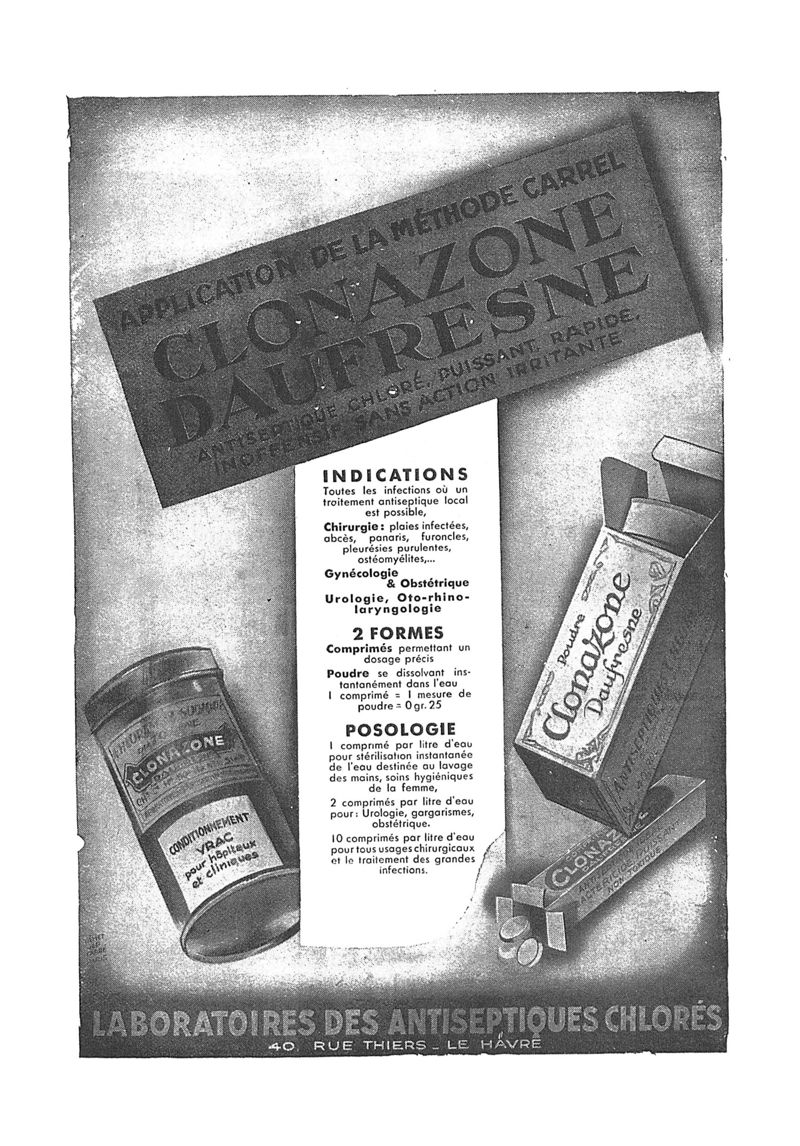 APPLICATION DE LA MÉTHODE CARREL
CLONAZONE
DAUFRESNE
ANTISEPTIQUE CHLORÉ, PUISSANT, RAPIDE,
INOFFENSIF, SANS ACTION IRRITANTE
INDICATIONS
Toutes les infections où un
traitement antiseptique local
est possible,
Chirurgie : plaies infectées,
abcès, panaris, furoncles,
pleurésies purulentes,
ostéomyélites,...
Gynécologie
& Obstétrique
Urologie, Oto-rhino-
laryngologie
2 FORMES
Comprimés permettant un
dosage précis
Poudre se dissolvant ins-
tantanément dans l'eau
1 comprimé = 1 mesure de
poudre = 0 gr. 25
POSOLOGIE
1 comprimé par litre d'eau
pour stérilisation instantanée
de l'eau destinée au lavage
des mains, soins hygiéniques
de la femme,
2 comprimés par litre d'eau
pour : Urologie, gargarismes,
obstétrique.
10 comprimés par litre d'eau
pour tous usages chirurgicaux
et le traitement des grandes
infections.
CLONAZONE
CONDITIONNEMENT
VRAC
pour hôpitaux
et cliniques
Poudre
Clonazone
Daufresne
LABORATOIRES DES ANTISEPTIQUES CHLORÉS
40, RUE THIERS _ LE HÂVRE